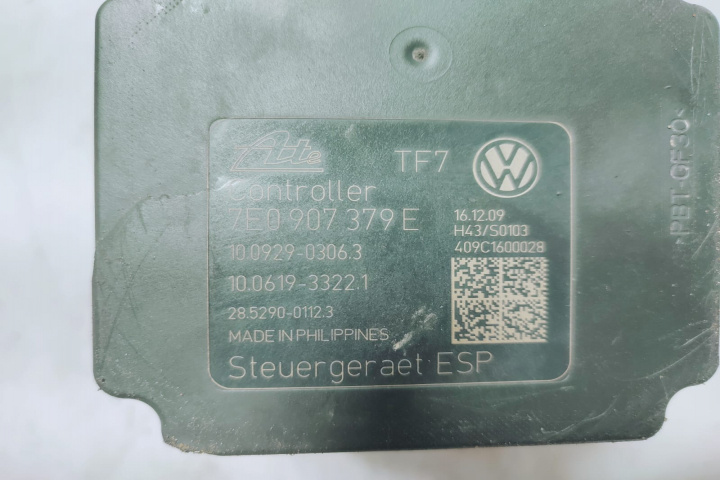 Ate TF7
Controller
7E0 907 379 E
16.12.09
H43/S0103
409C1600028
10.0929-0306.3
10.0619-3322.1
28.5290-0112.3
MADE IN PHILIPPINES
Steuergeraet ESP
>PBT-GF30<